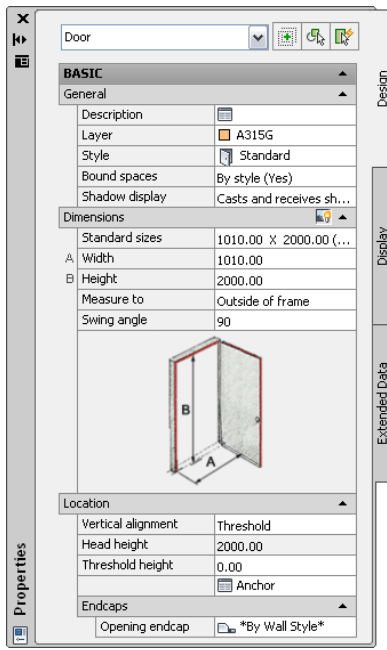 Door
BASIC
General
Description
Layer A315G
Style Standard
Bound spaces By style (Yes)
Shadow display Casts and receives sh...
Dimensions
Standard sizes 1010.00 X 2000.00 (...
A Width 1010.00
B Height 2000.00
Measure to Outside of frame
Swing angle 90
B
A
Location
Vertical alignment Threshold
Head height 2000.00
Threshold height 0.00
Anchor
Endcaps
Opening endcap *By Wall Style*
Design
Display
Extended Data
Properties